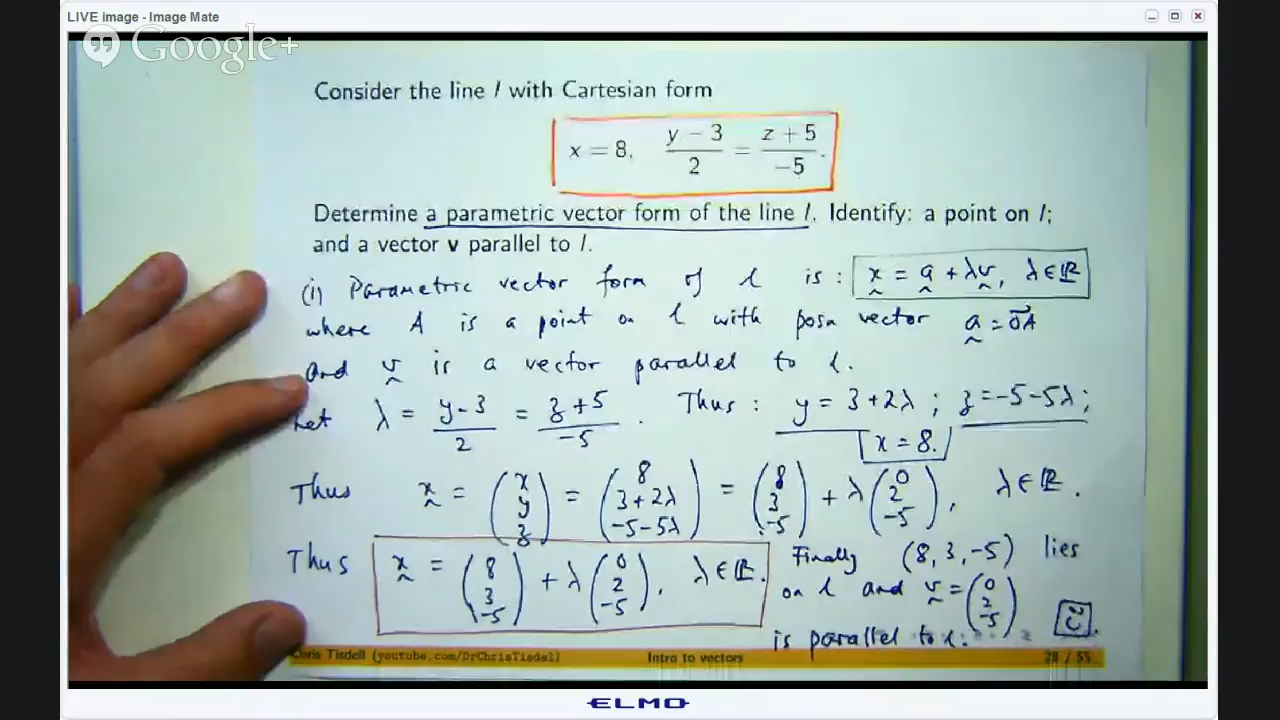 LIVE image - Image Mate
Google+
Consider the line l with Cartesian form
x = 8, (y − 3)/2 = (z + 5)/−5.
Determine a parametric vector form of the line l. Identify: a point on l;
and a vector v parallel to l.
(i) Parametric vector form of l is : x = a + λv, λ∈ℝ
where A is a point on l with posn vector a = OA
and v is a vector parallel to l.
Let λ = (y-3)/2 = (z+5)/-5. Thus : y = 3+2λ ; z = -5-5λ ;
x = 8.
Thus x = (x y z) = (8 3+2λ -5-5λ) = (8 3 -5) + λ (0 2 -5), λ∈ℝ.
Thus x = (8 3 -5) + λ (0 2 -5), λ∈ℝ.
Finally (8, 3, -5) lies
on l and v = (0 2 -5)
is parallel to l.
Chris Tisdell (youtube.com/DrChrisTisdell) Intro to vectors 28 / 55
ELMO